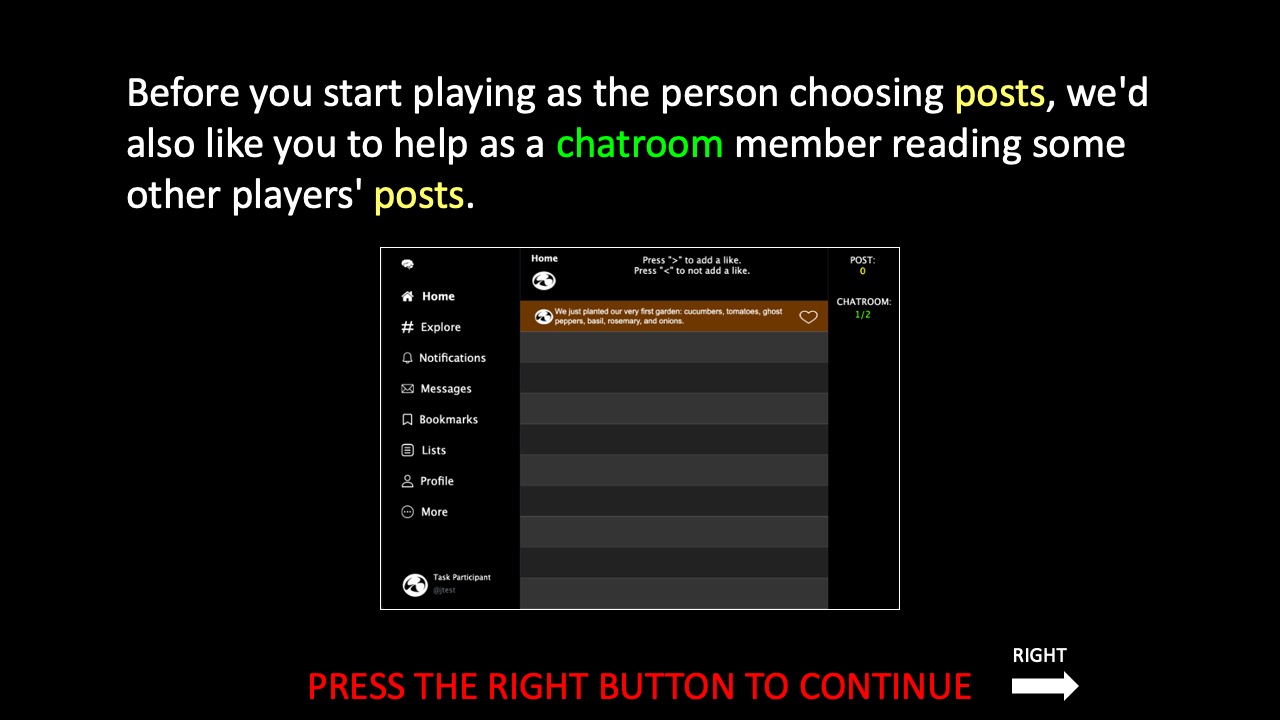 Before you start playing as the person choosing posts, we'd
also like you to help as a chatroom member reading some
other players' posts.
Home
Explore
Notifications
Messages
Bookmarks
Lists
Profile
More
Task Participant
@jtest
Home
Press ">" to add a like.
Press "<" to not add a like.
We just planted our very first garden: cucumbers, tomatoes, ghost
peppers, basil, rosemary, and onions.
POST:
0
CHATROOM:
1/2
PRESS THE RIGHT BUTTON TO CONTINUE
RIGHT